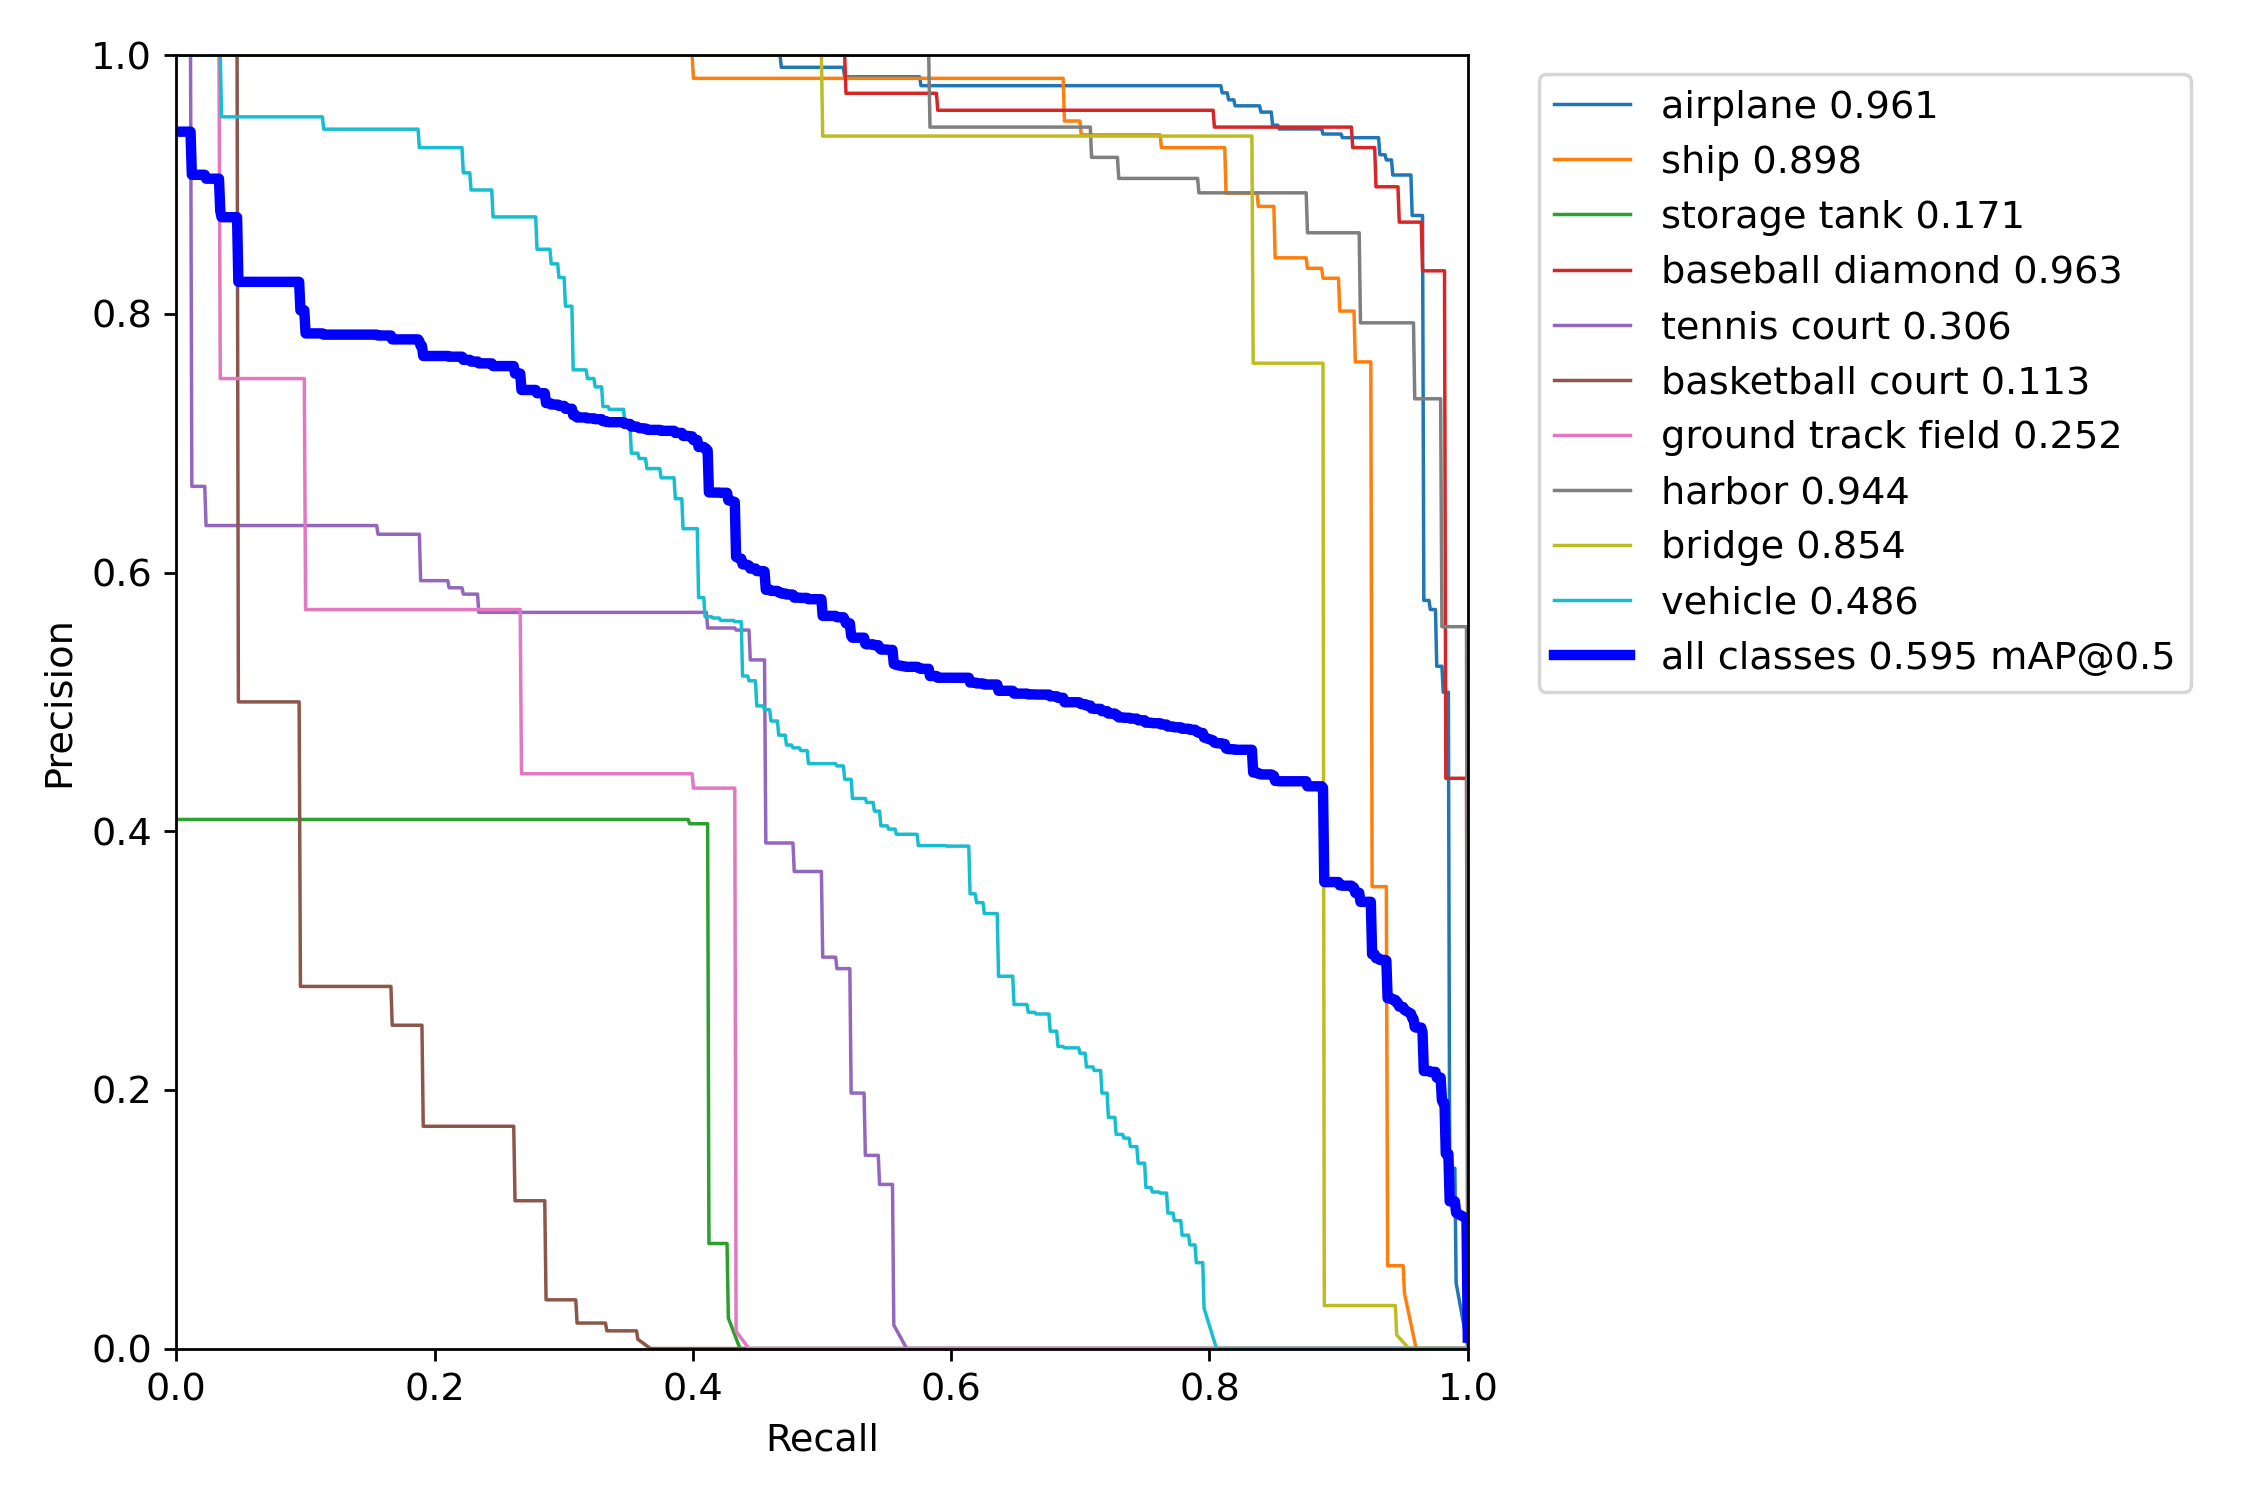 1.0
0.8
0.6
0.4
0.2
0.0
Precision
0.0 0.2 0.4 0.6 0.8 1.0
Recall
airplane 0.961
ship 0.898
storage tank 0.171
baseball diamond 0.963
tennis court 0.306
basketball court 0.113
ground track field 0.252
harbor 0.944
bridge 0.854
vehicle 0.486
all classes 0.595 mAP@0.5